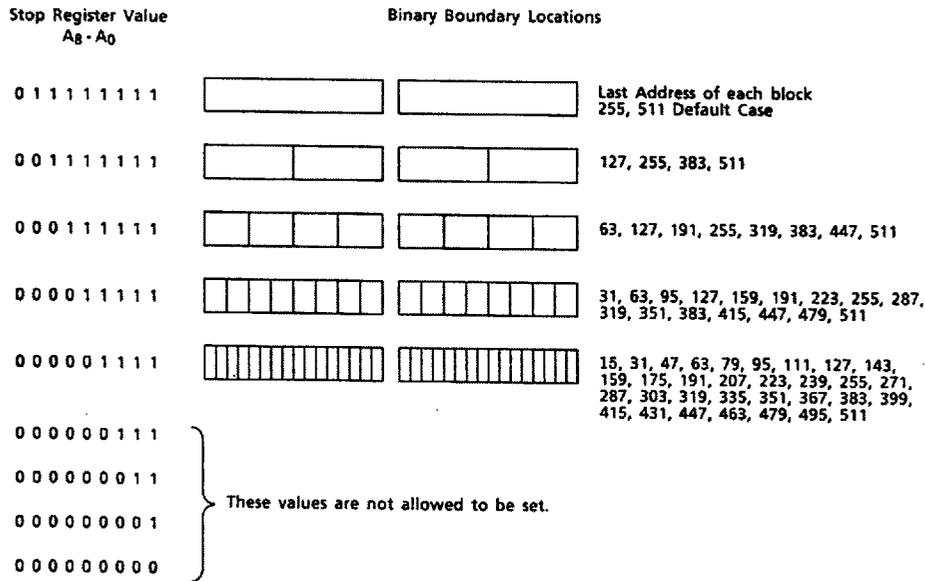 Stop Register Value
A8 - A0
Binary Boundary Locations
0 1 1 1 1 1 1 1 1
Last Address of each block
255, 511 Default Case
0 0 1 1 1 1 1 1 1
127, 255, 383, 511
0 0 0 1 1 1 1 1 1
63, 127, 191, 255, 319, 383, 447, 511
0 0 0 0 1 1 1 1 1
31, 63, 95, 127, 159, 191, 223, 255, 287,
319, 351, 383, 415, 447, 479, 511
0 0 0 0 0 1 1 1 1
15, 31, 47, 63, 79, 95, 111, 127, 143,
159, 175, 191, 207, 223, 239, 255, 271,
287, 303, 319, 335, 351, 367, 383, 399,
415, 431, 447, 463, 479, 495, 511
0 0 0 0 0 0 1 1 1
0 0 0 0 0 0 0 1 1
These values are not allowed to be set.
0 0 0 0 0 0 0 0 1
0 0 0 0 0 0 0 0 0